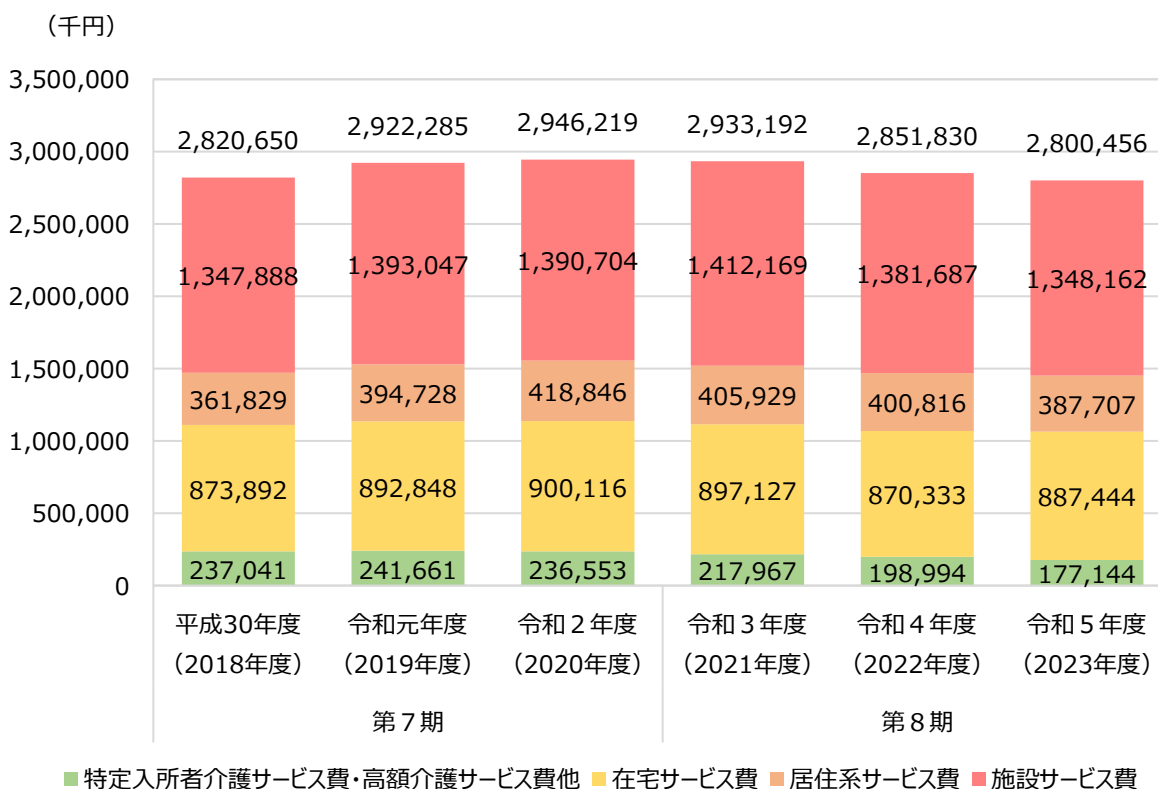 （千円）
3,500,000
3,000,000
2,500,000
2,000,000
1,500,000
1,000,000
500,000
0
2,820,650 2,922,285 2,946,219 2,933,192 2,851,830 2,800,456
1,347,888 1,393,047 1,390,704 1,412,169 1,381,687 1,348,162
361,829 394,728 418,846 405,929 400,816 387,707
873,892 892,848 900,116 897,127 870,333 887,444
237,041 241,661 236,553 217,967 198,994 177,144
平成30年度 令和元年度 令和２年度 令和３年度 令和４年度 令和５年度
（2018年度） （2019年度） （2020年度） （2021年度） （2022年度） （2023年度）
第７期 第８期
特定入所者介護サービス費・高額介護サービス費他 在宅サービス費 居住系サービス費 施設サービス費